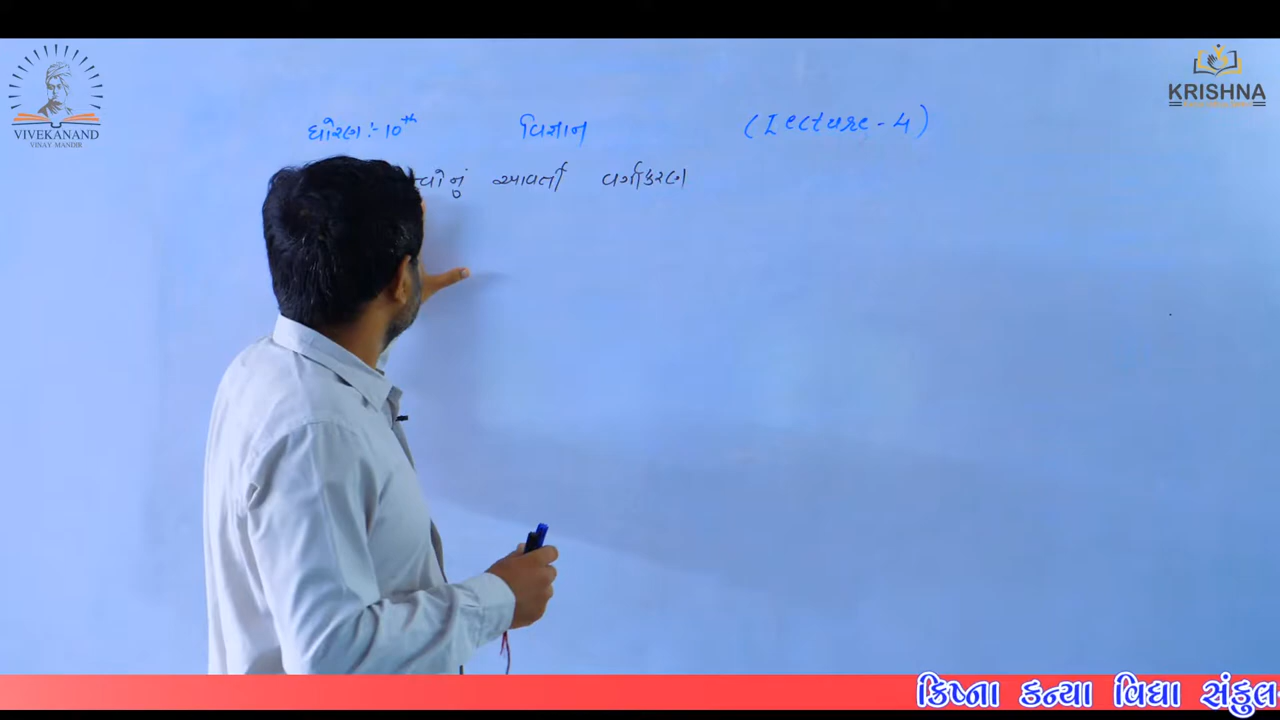 VIVEKANAND
VINAY MANDIR
KRISHNA
ધોરણ :- 10th વિજ્ઞાન (Lecture - 4)
આવર્તી વર્ગીકરણ
ક્રિષ્ના કન્યા વિદ્યા સંકુલ